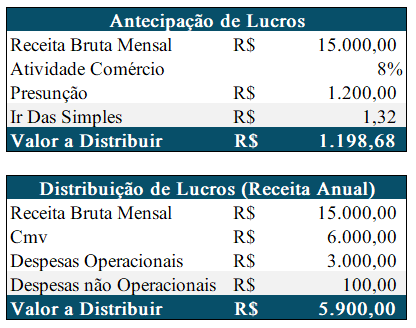 Antecipação de Lucros
Receita Bruta Mensal R$ 15.000,00
Atividade Comércio 8%
Presunção R$ 1.200,00
Ir Das Simples R$ 1,32
Valor a Distribuir R$ 1.198,68
Distribuição de Lucros (Receita Anual)
Receita Bruta Mensal R$ 15.000,00
Cmv R$ 6.000,00
Despesas Operacionais R$ 3.000,00
Despesas não Operacionais R$ 100,00
Valor a Distribuir R$ 5.900,00